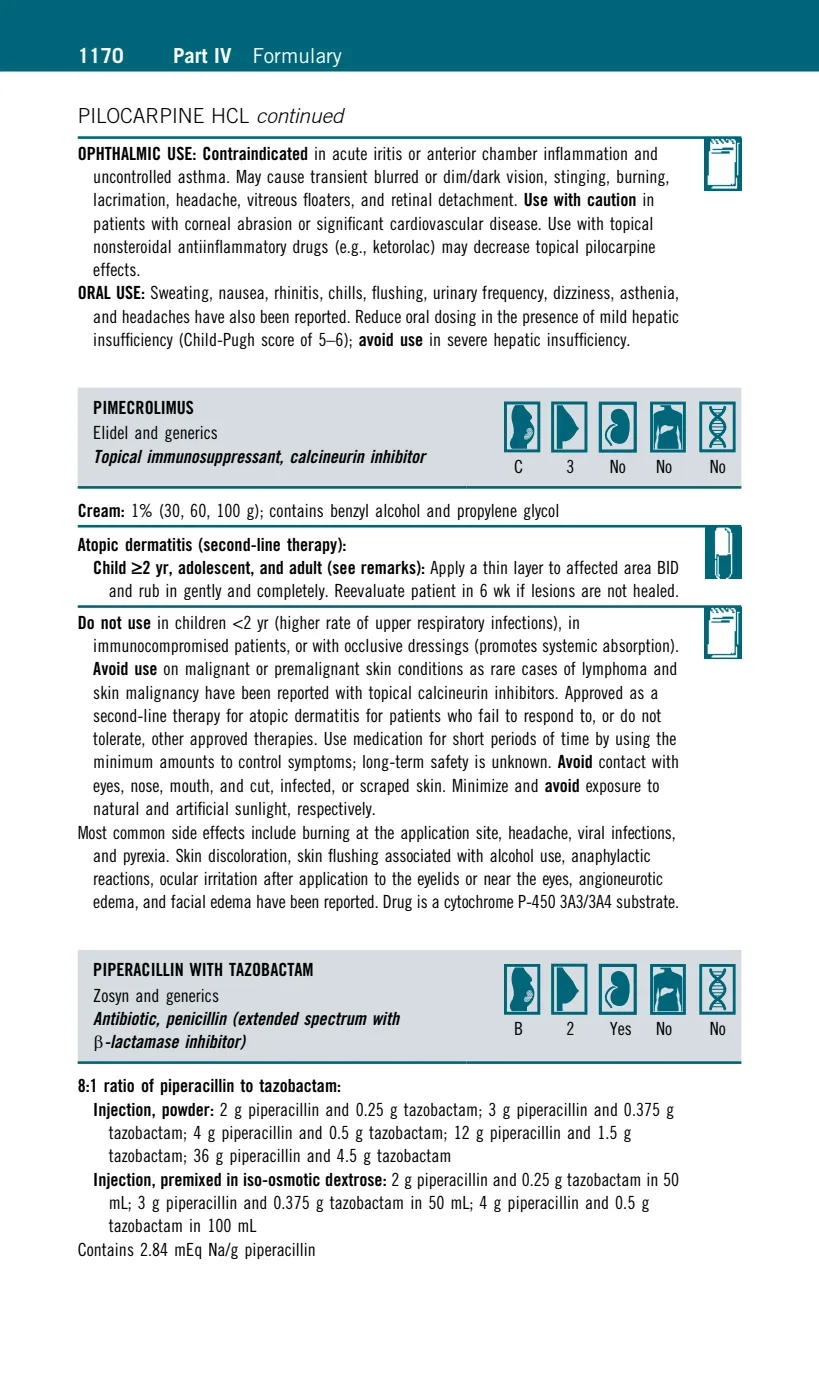 1170 Part IV Formulary
PILOCARPINE HCL continued
OPHTHALMIC USE: Contraindicated in acute iritis or anterior chamber inflammation and
uncontrolled asthma. May cause transient blurred or dim/dark vision, stinging, burning,
lacrimation, headache, vitreous floaters, and retinal detachment. Use with caution in
patients with corneal abrasion or significant cardiovascular disease. Use with topical
nonsteroidal antiinflammatory drugs (e.g., ketorolac) may decrease topical pilocarpine
effects.
ORAL USE: Sweating, nausea, rhinitis, chills, flushing, urinary frequency, dizziness, asthenia,
and headaches have also been reported. Reduce oral dosing in the presence of mild hepatic
insufficiency (Child-Pugh score of 5–6); avoid use in severe hepatic insufficiency.
PIMECROLIMUS
Elidel and generics
Topical immunosuppressant, calcineurin inhibitor
C 3 No No No
Cream: 1% (30, 60, 100 g); contains benzyl alcohol and propylene glycol
Atopic dermatitis (second-line therapy):
Child ≥2 yr, adolescent, and adult (see remarks): Apply a thin layer to affected area BID
and rub in gently and completely. Reevaluate patient in 6 wk if lesions are not healed.
Do not use in children <2 yr (higher rate of upper respiratory infections), in
immunocompromised patients, or with occlusive dressings (promotes systemic absorption).
Avoid use on malignant or premalignant skin conditions as rare cases of lymphoma and
skin malignancy have been reported with topical calcineurin inhibitors. Approved as a
second-line therapy for atopic dermatitis for patients who fail to respond to, or do not
tolerate, other approved therapies. Use medication for short periods of time by using the
minimum amounts to control symptoms; long-term safety is unknown. Avoid contact with
eyes, nose, mouth, and cut, infected, or scraped skin. Minimize and avoid exposure to
natural and artificial sunlight, respectively.
Most common side effects include burning at the application site, headache, viral infections,
and pyrexia. Skin discoloration, skin flushing associated with alcohol use, anaphylactic
reactions, ocular irritation after application to the eyelids or near the eyes, angioneurotic
edema, and facial edema have been reported. Drug is a cytochrome P-450 3A3/3A4 substrate.
PIPERACILLIN WITH TAZOBACTAM
Zosyn and generics
Antibiotic, penicillin (extended spectrum with
β-lactamase inhibitor)
B 2 Yes No No
8:1 ratio of piperacillin to tazobactam:
Injection, powder: 2 g piperacillin and 0.25 g tazobactam; 3 g piperacillin and 0.375 g
tazobactam; 4 g piperacillin and 0.5 g tazobactam; 12 g piperacillin and 1.5 g
tazobactam; 36 g piperacillin and 4.5 g tazobactam
Injection, premixed in iso-osmotic dextrose: 2 g piperacillin and 0.25 g tazobactam in 50
mL; 3 g piperacillin and 0.375 g tazobactam in 50 mL; 4 g piperacillin and 0.5 g
tazobactam in 100 mL
Contains 2.84 mEq Na/g piperacillin